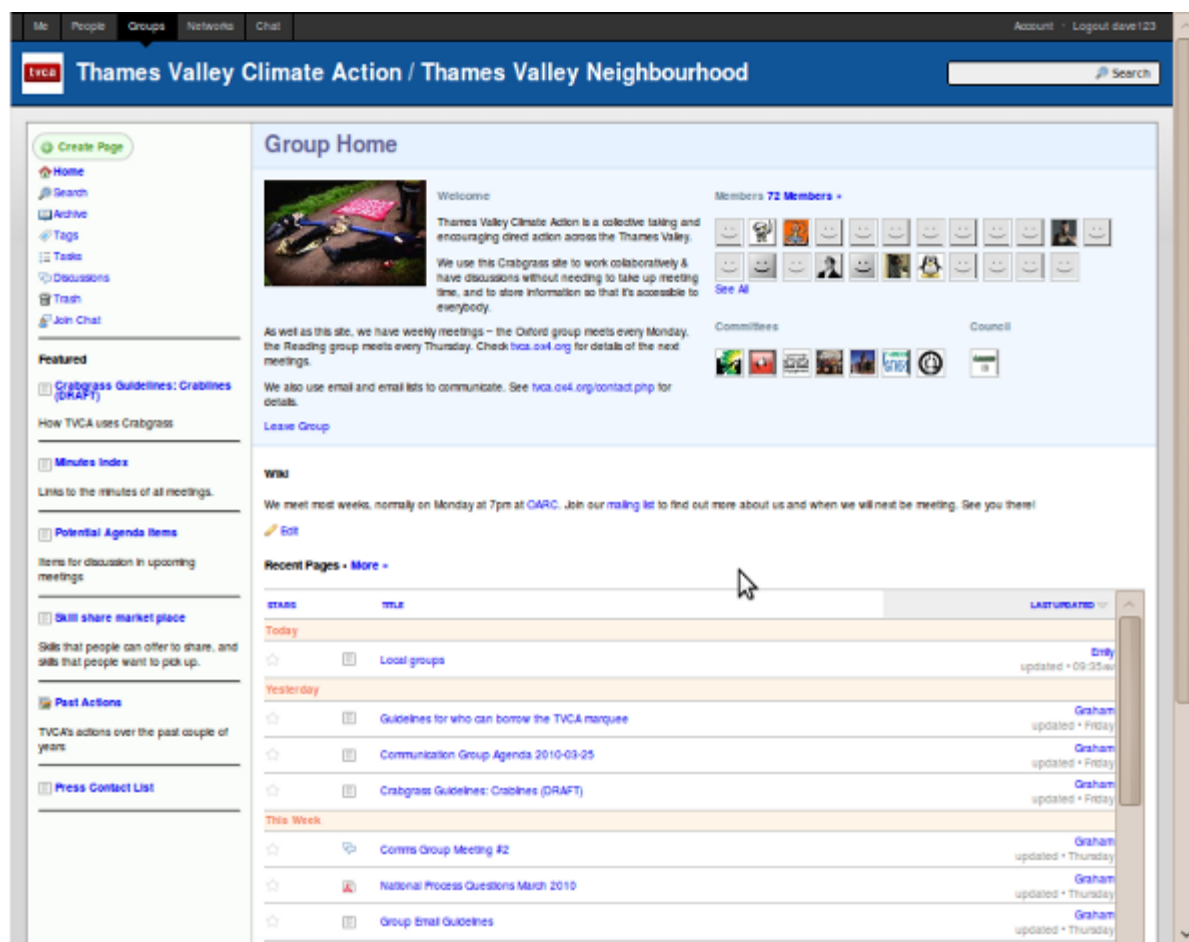 Me People Groups Networks Chat Account · Logout dave123
tvca Thames Valley Climate Action / Thames Valley Neighbourhood Search
Create Page
Home
Search
Archive
Tags
Tasks
Discussions
Trash
Join Chat
Featured
Crabgrass Guidelines: Crablines
(DRAFT)
How TVCA uses Crabgrass
Minutes Index
Links to the minutes of all meetings.
Potential Agenda Items
Items for discussion in upcoming
meetings
Skill share market place
Skills that people can offer to share, and
skills that people want to pick up.
Past Actions
TVCA's actions over the past couple of
years
Press Contact List
Group Home
Welcome
Thames Valley Climate Action is a collective taking and
encouraging direct action across the Thames Valley.
We use this Crabgrass site to work collaboratively &
have discussions without needing to take up meeting
time, and to store information so that it's accessible to
everybody.
As well as this site, we have weekly meetings – the Oxford group meets every Monday,
the Reading group meets every Thursday. Check tvca.ox4.org for details of the next
meetings.
We also use email and email lists to communicate. See tvca.ox4.org/contact.php for
details.
Leave Group
Members 72 Members »
See All
Committees Council
Wiki
We meet most weeks, normally on Monday at 7pm at OARC. Join our mailing list to find out more about us and when we will next be meeting. See you there!
Edit
Recent Pages • More »
STARS TITLE LAST UPDATED
Today
Local groups Emily
updated • 09:35AM
Yesterday
Guidelines for who can borrow the TVCA marquee Graham
updated • Friday
Communication Group Agenda 2010-03-25 Graham
updated • Friday
Crabgrass Guidelines: Crablines (DRAFT) Graham
updated • Friday
This Week
Comms Group Meeting #2 Graham
updated • Thursday
National Process Questions March 2010 Graham
updated • Thursday
Group Email Guidelines Graham
updated • Thursday